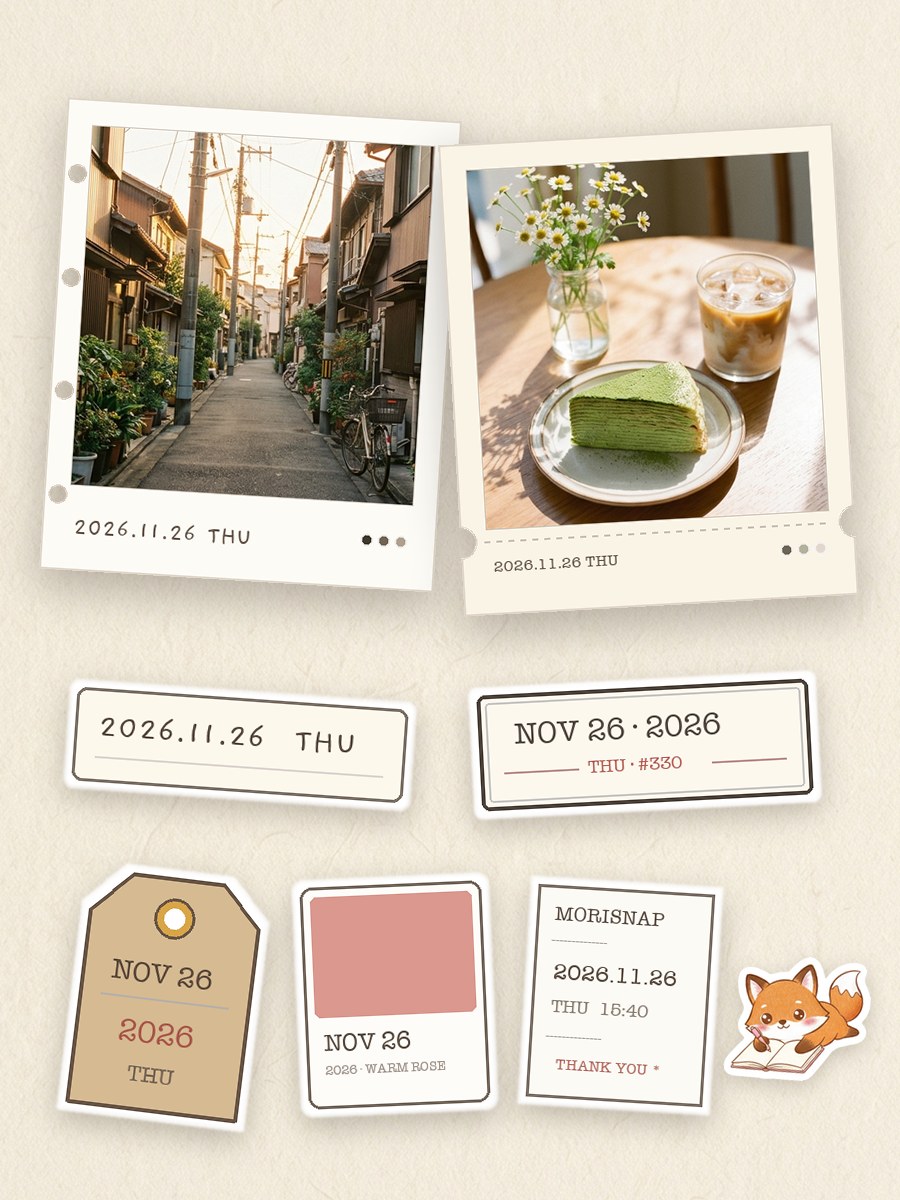 2026.11.26 THU
2026.11.26 THU
2026.11.26 THU
NOV 26 · 2026
THU · #330
NOV 26
2026
THU
NOV 26
2026 · WARM ROSE
MORISNAP
2026.11.26
THU 15:40
THANK YOU *